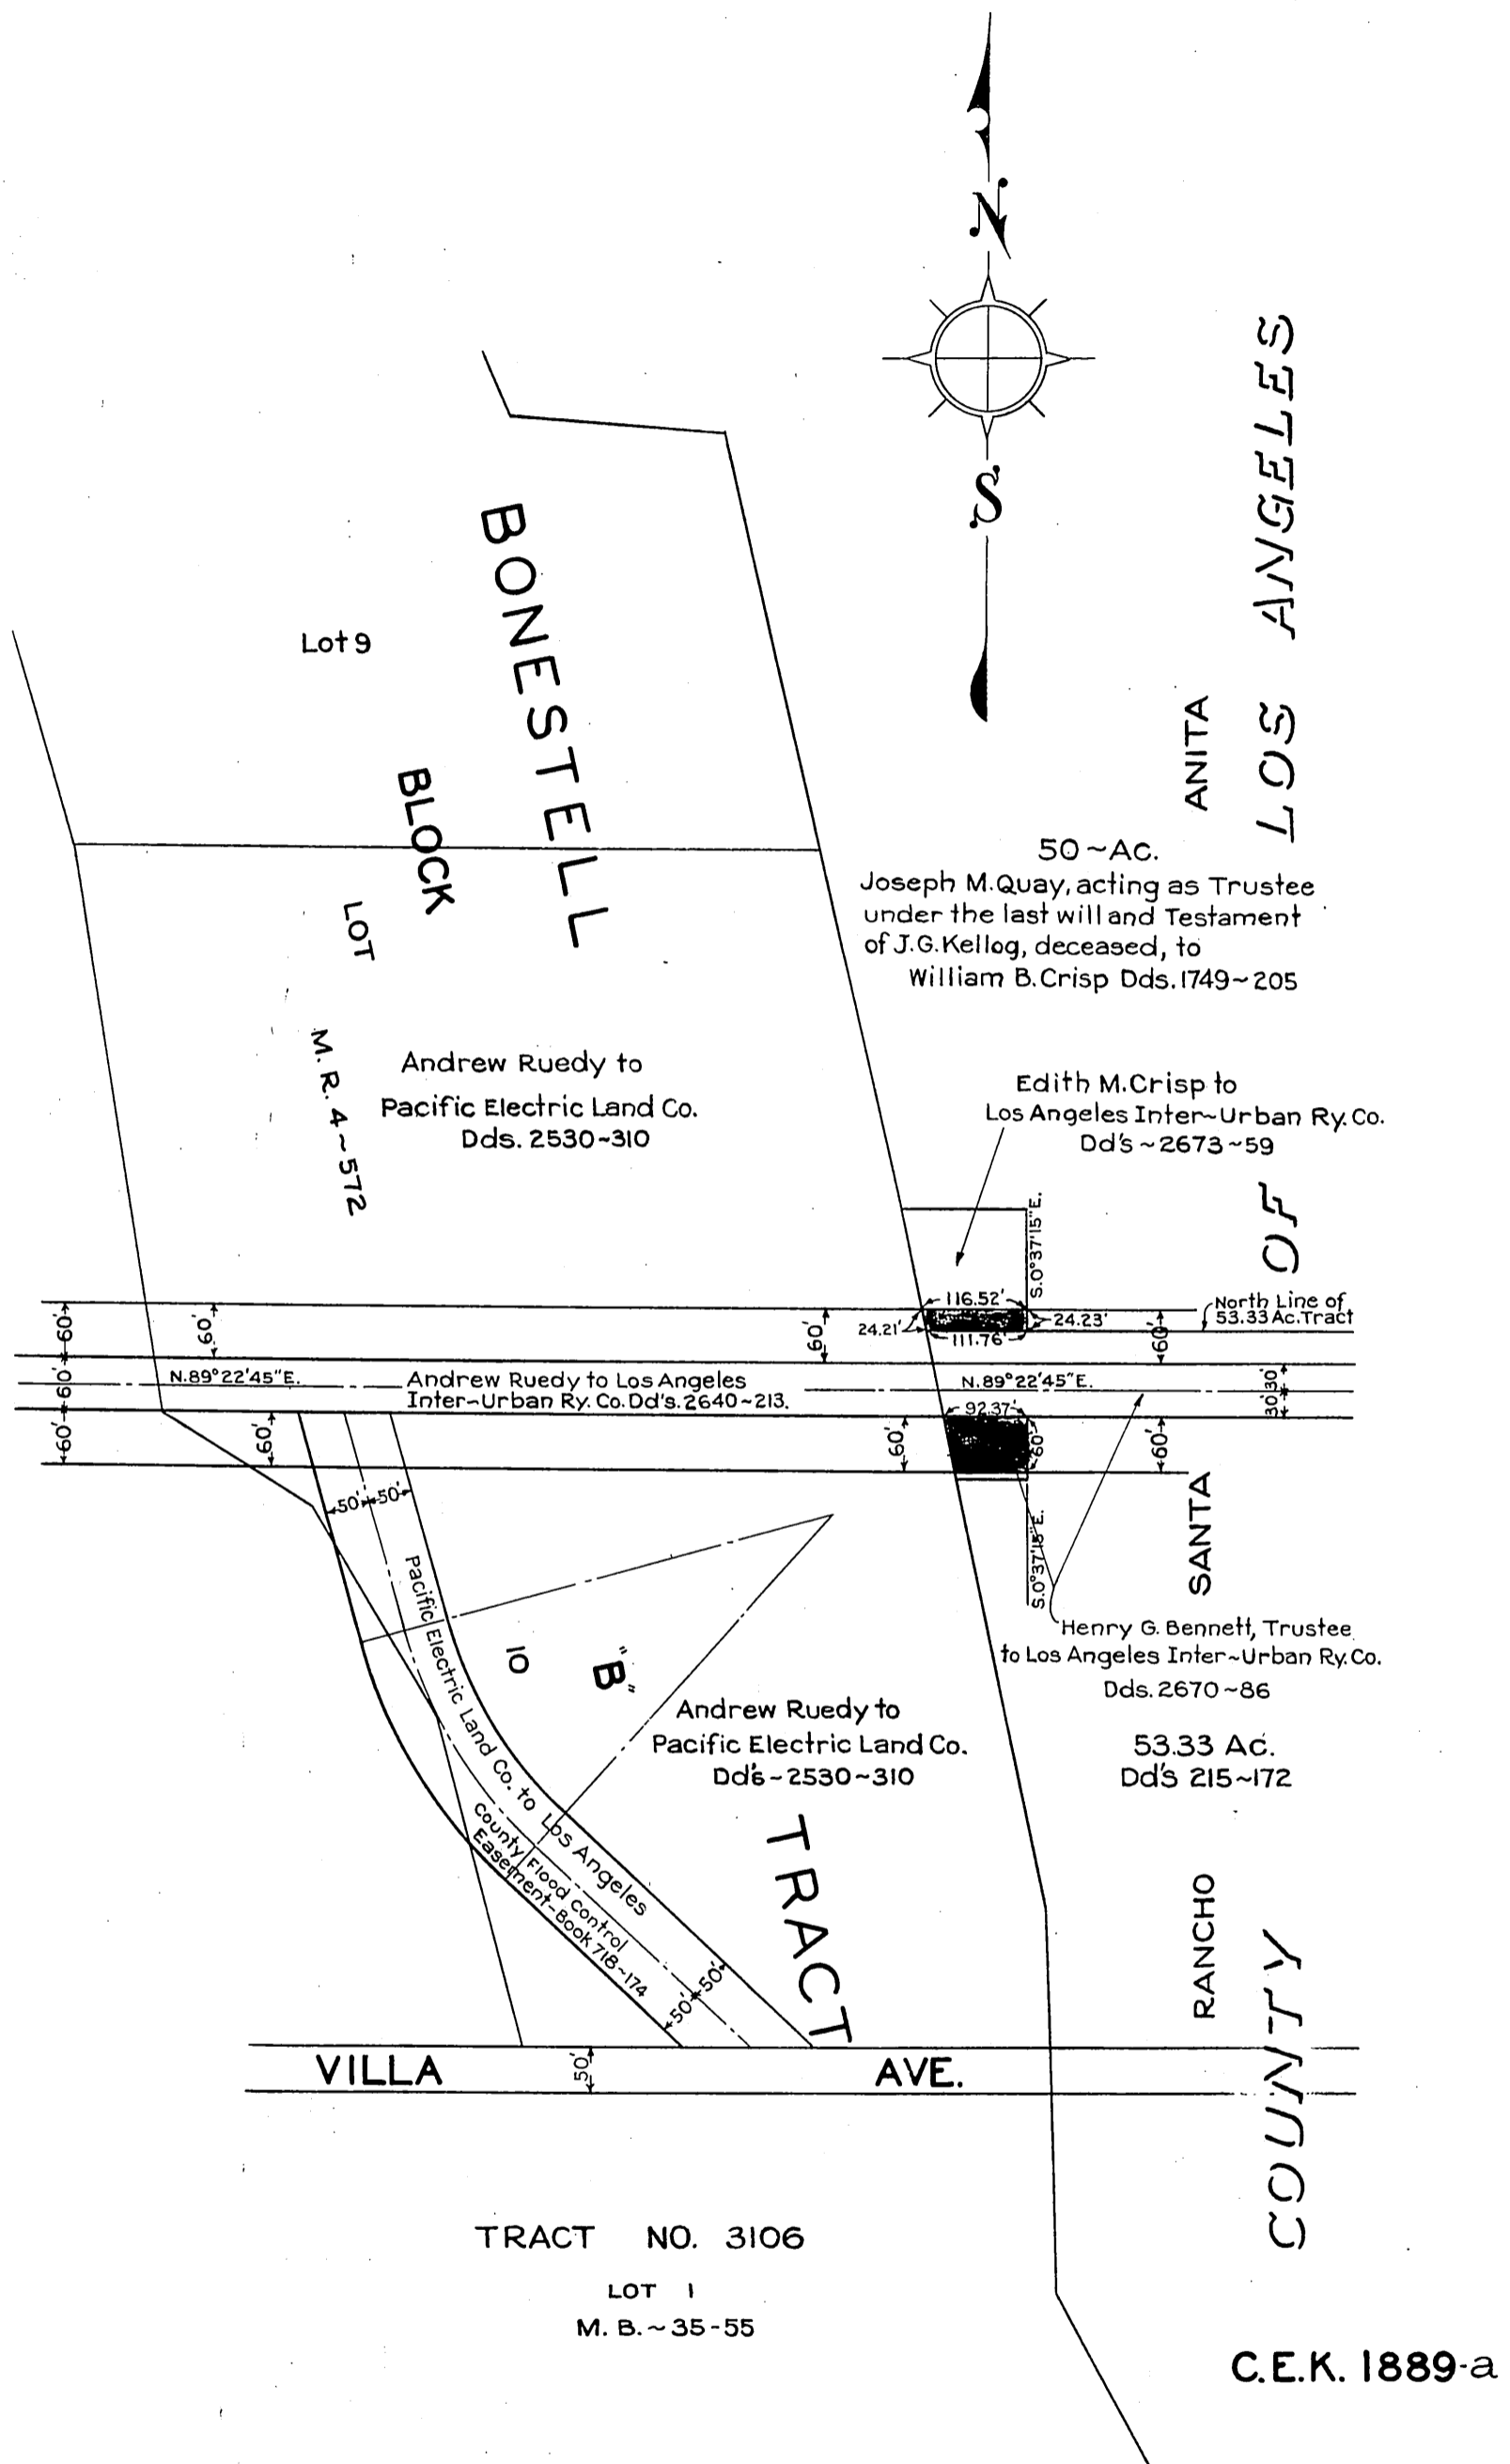 N
S
LOS ANGELES
BONESTELL
Lot 9
ANITA
BLOCK
50~Ac.
Joseph M. Quay, acting as Trustee
under the last will and Testament
of J.G. Kellog, deceased, to
William B. Crisp Dds. 1749~205
LOT
M. R. 4~572
Andrew Ruedy to
Pacific Electric Land Co.
Dds. 2530~310
Edith M. Crisp to
Los Angeles Inter~Urban Ry. Co.
Dd's ~2673~59
OF
S.0°37'15"E.
116.52'
North Line of
53.33 Ac. Tract
24.21'
24.23'
111.76'
60'
60'
60'
60'
N.89°22'45"E.
Andrew Ruedy to Los Angeles
Inter-Urban Ry. Co. Dd's. 2640~213.
N.89°22'45"E.
60'
30'
30'
92.37'
60'
60'
60'
60'
60'
50'
50'
S.0°37'15"E.
SANTA
Henry G. Bennett, Trustee
to Los Angeles Inter~Urban Ry. Co.
Dds. 2670~86
10
"B"
Andrew Ruedy to
Pacific Electric Land Co.
Dd's-2530~310
53.33 Ac.
Dd's 215~172
Pacific Electric Land Co. to Los Angeles
County Flood Control
Easement-Book 718~174
TRACT
50'
50'
RANCHO
COUNTY
VILLA AVE.
50'
TRACT NO. 3106
LOT 1
M. B. ~35-55
C.E.K. 1889-a